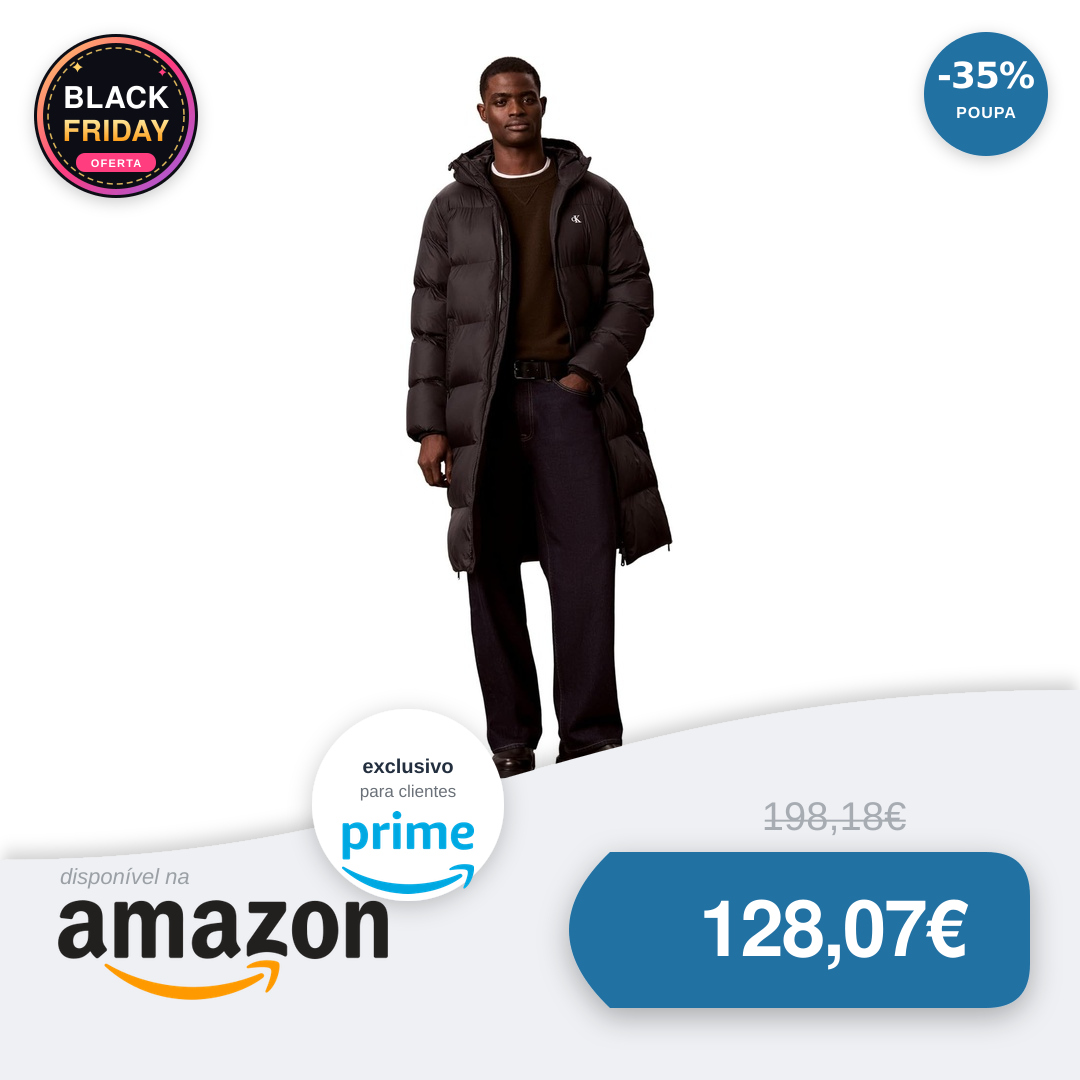 BLACK
FRIDAY
OFERTA
-35%
POUPA
CK
exclusivo
para clientes
prime
198,18€
disponível na
amazon
128,07€